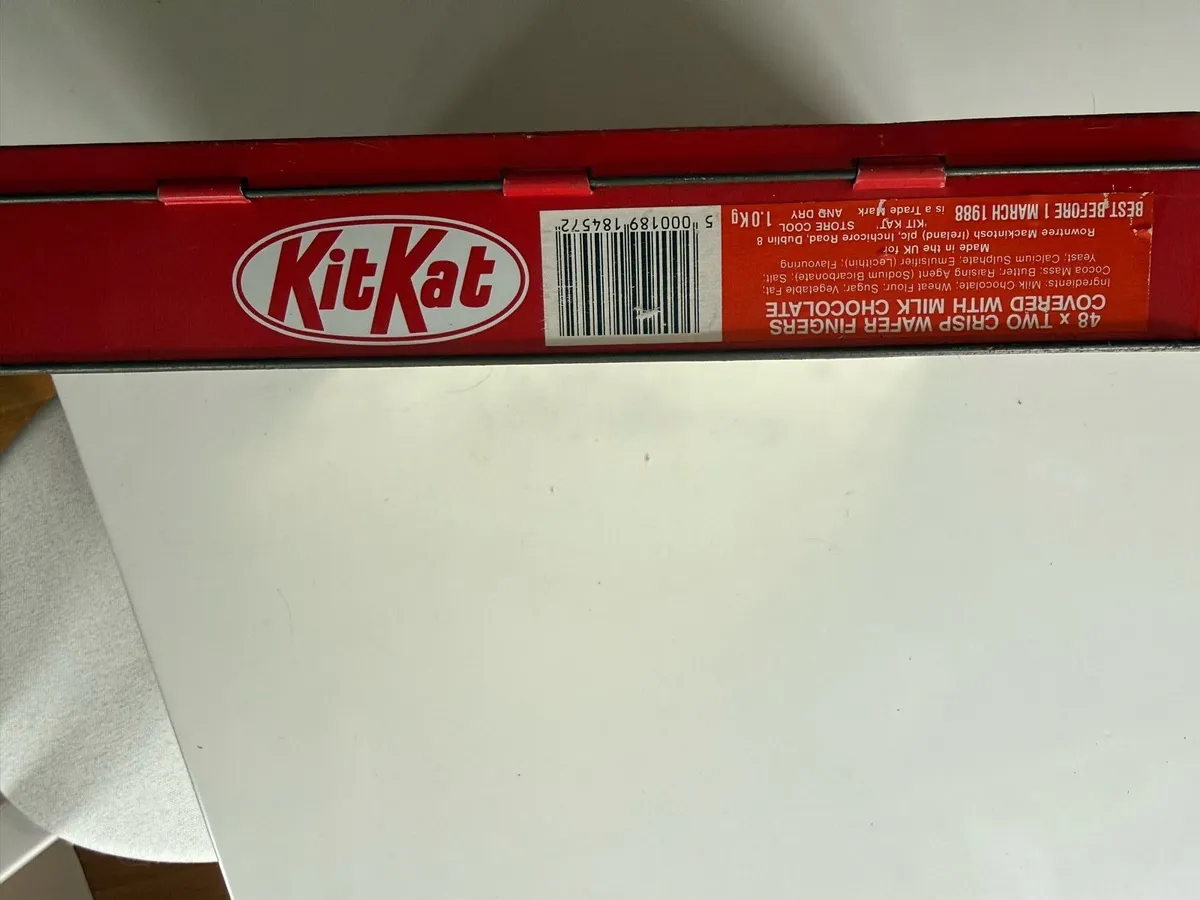 KitKat
48 x TWO CRISP WAFER FINGERS
COVERED WITH MILK CHOCOLATE
Ingredients: Milk Chocolate; Wheat Flour; Sugar; Vegetable Fat;
Cocoa Mass; Butter; Raising Agent (Sodium Bicarbonate), Salt,
Yeast; Calcium Sulphate; Emulsifier (Lecithin); Flavouring
Made in the UK for
Rowntree Mackintosh (Ireland) plc, Inchicore Road, Dublin 8
'KIT KAT' is a Trade Mark
STORE COOL AND DRY
1.0Kg
BEST BEFORE 1 MARCH 1988
5 000189 184572